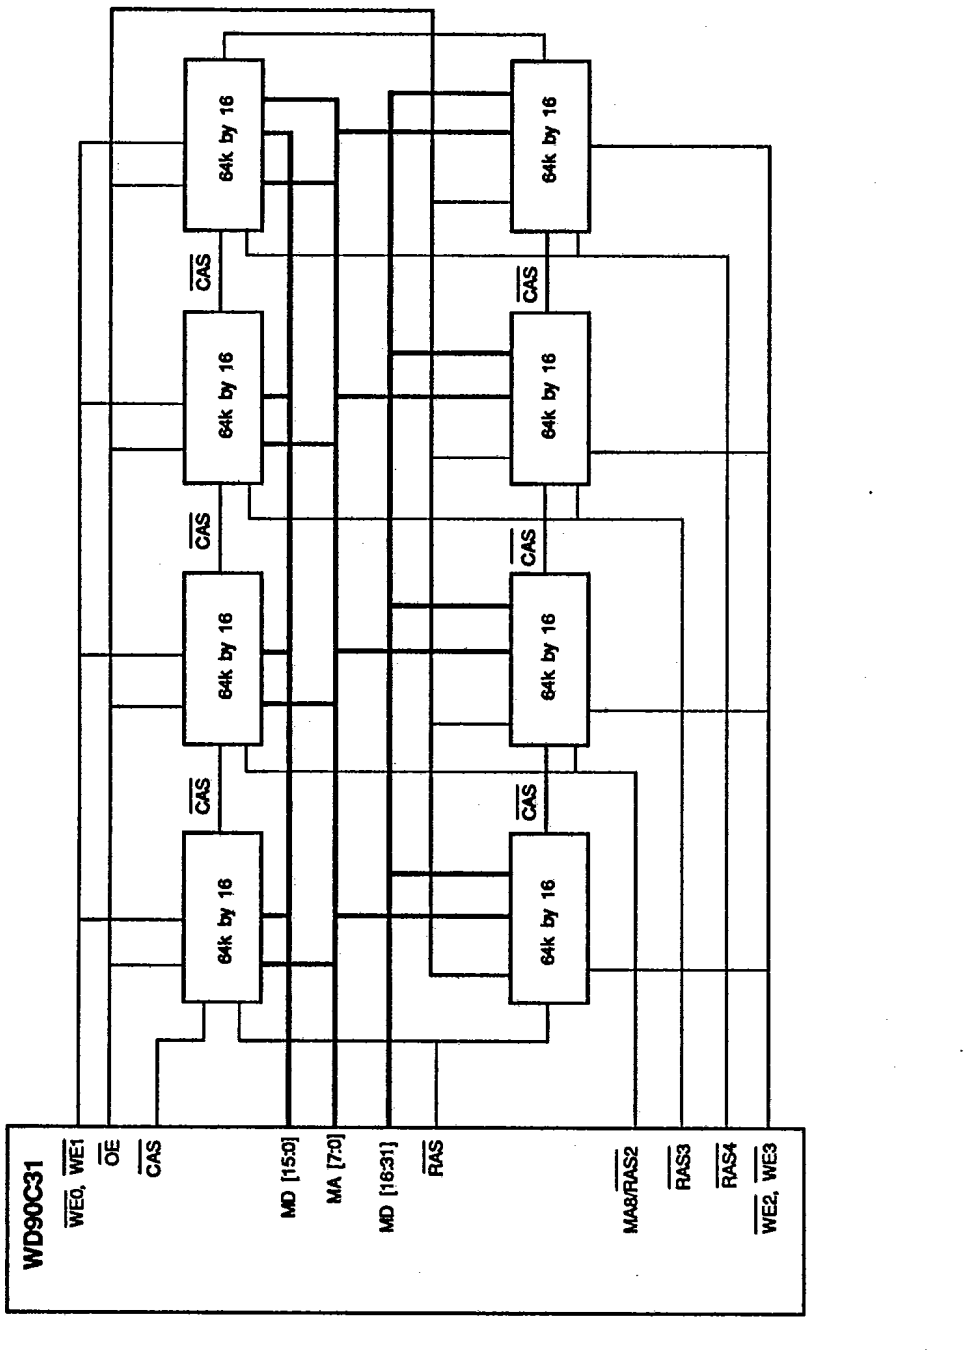 WD90C31
WE0, WE1
OE
CAS
MD [15:0]
MA [7:0]
MD [16:31]
RAS
MA8/RAS2
RAS3
RAS4
WE2, WE3
64k by 16
CAS
64k by 16
CAS
64k by 16
CAS
64k by 16
64k by 16
CAS
64k by 16
CAS
64k by 16
CAS
64k by 16